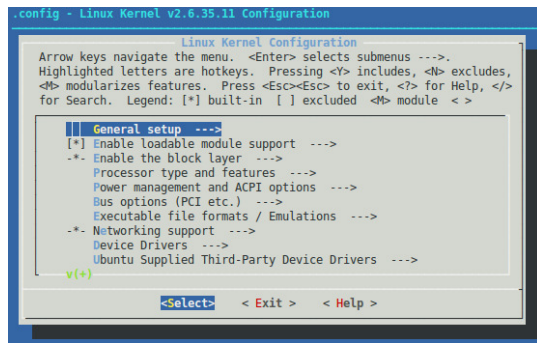 .config - Linux Kernel v2.6.35.11 Configuration
Linux Kernel Configuration
Arrow keys navigate the menu.  <Enter> selects submenus --->.
Highlighted letters are hotkeys.  Pressing <Y> includes, <N> excludes,
<M> modularizes features.  Press <Esc><Esc> to exit, <?> for Help, </>
for Search.  Legend: [*] built-in  [ ] excluded  <M> module  < >
General setup  --->
[*] Enable loadable module support  --->
-*- Enable the block layer  --->
Processor type and features  --->
Power management and ACPI options  --->
Bus options (PCI etc.)  --->
Executable file formats / Emulations  --->
-*- Networking support  --->
Device Drivers  --->
Ubuntu Supplied Third-Party Device Drivers  --->
v(+)
<Select>    < Exit >    < Help >